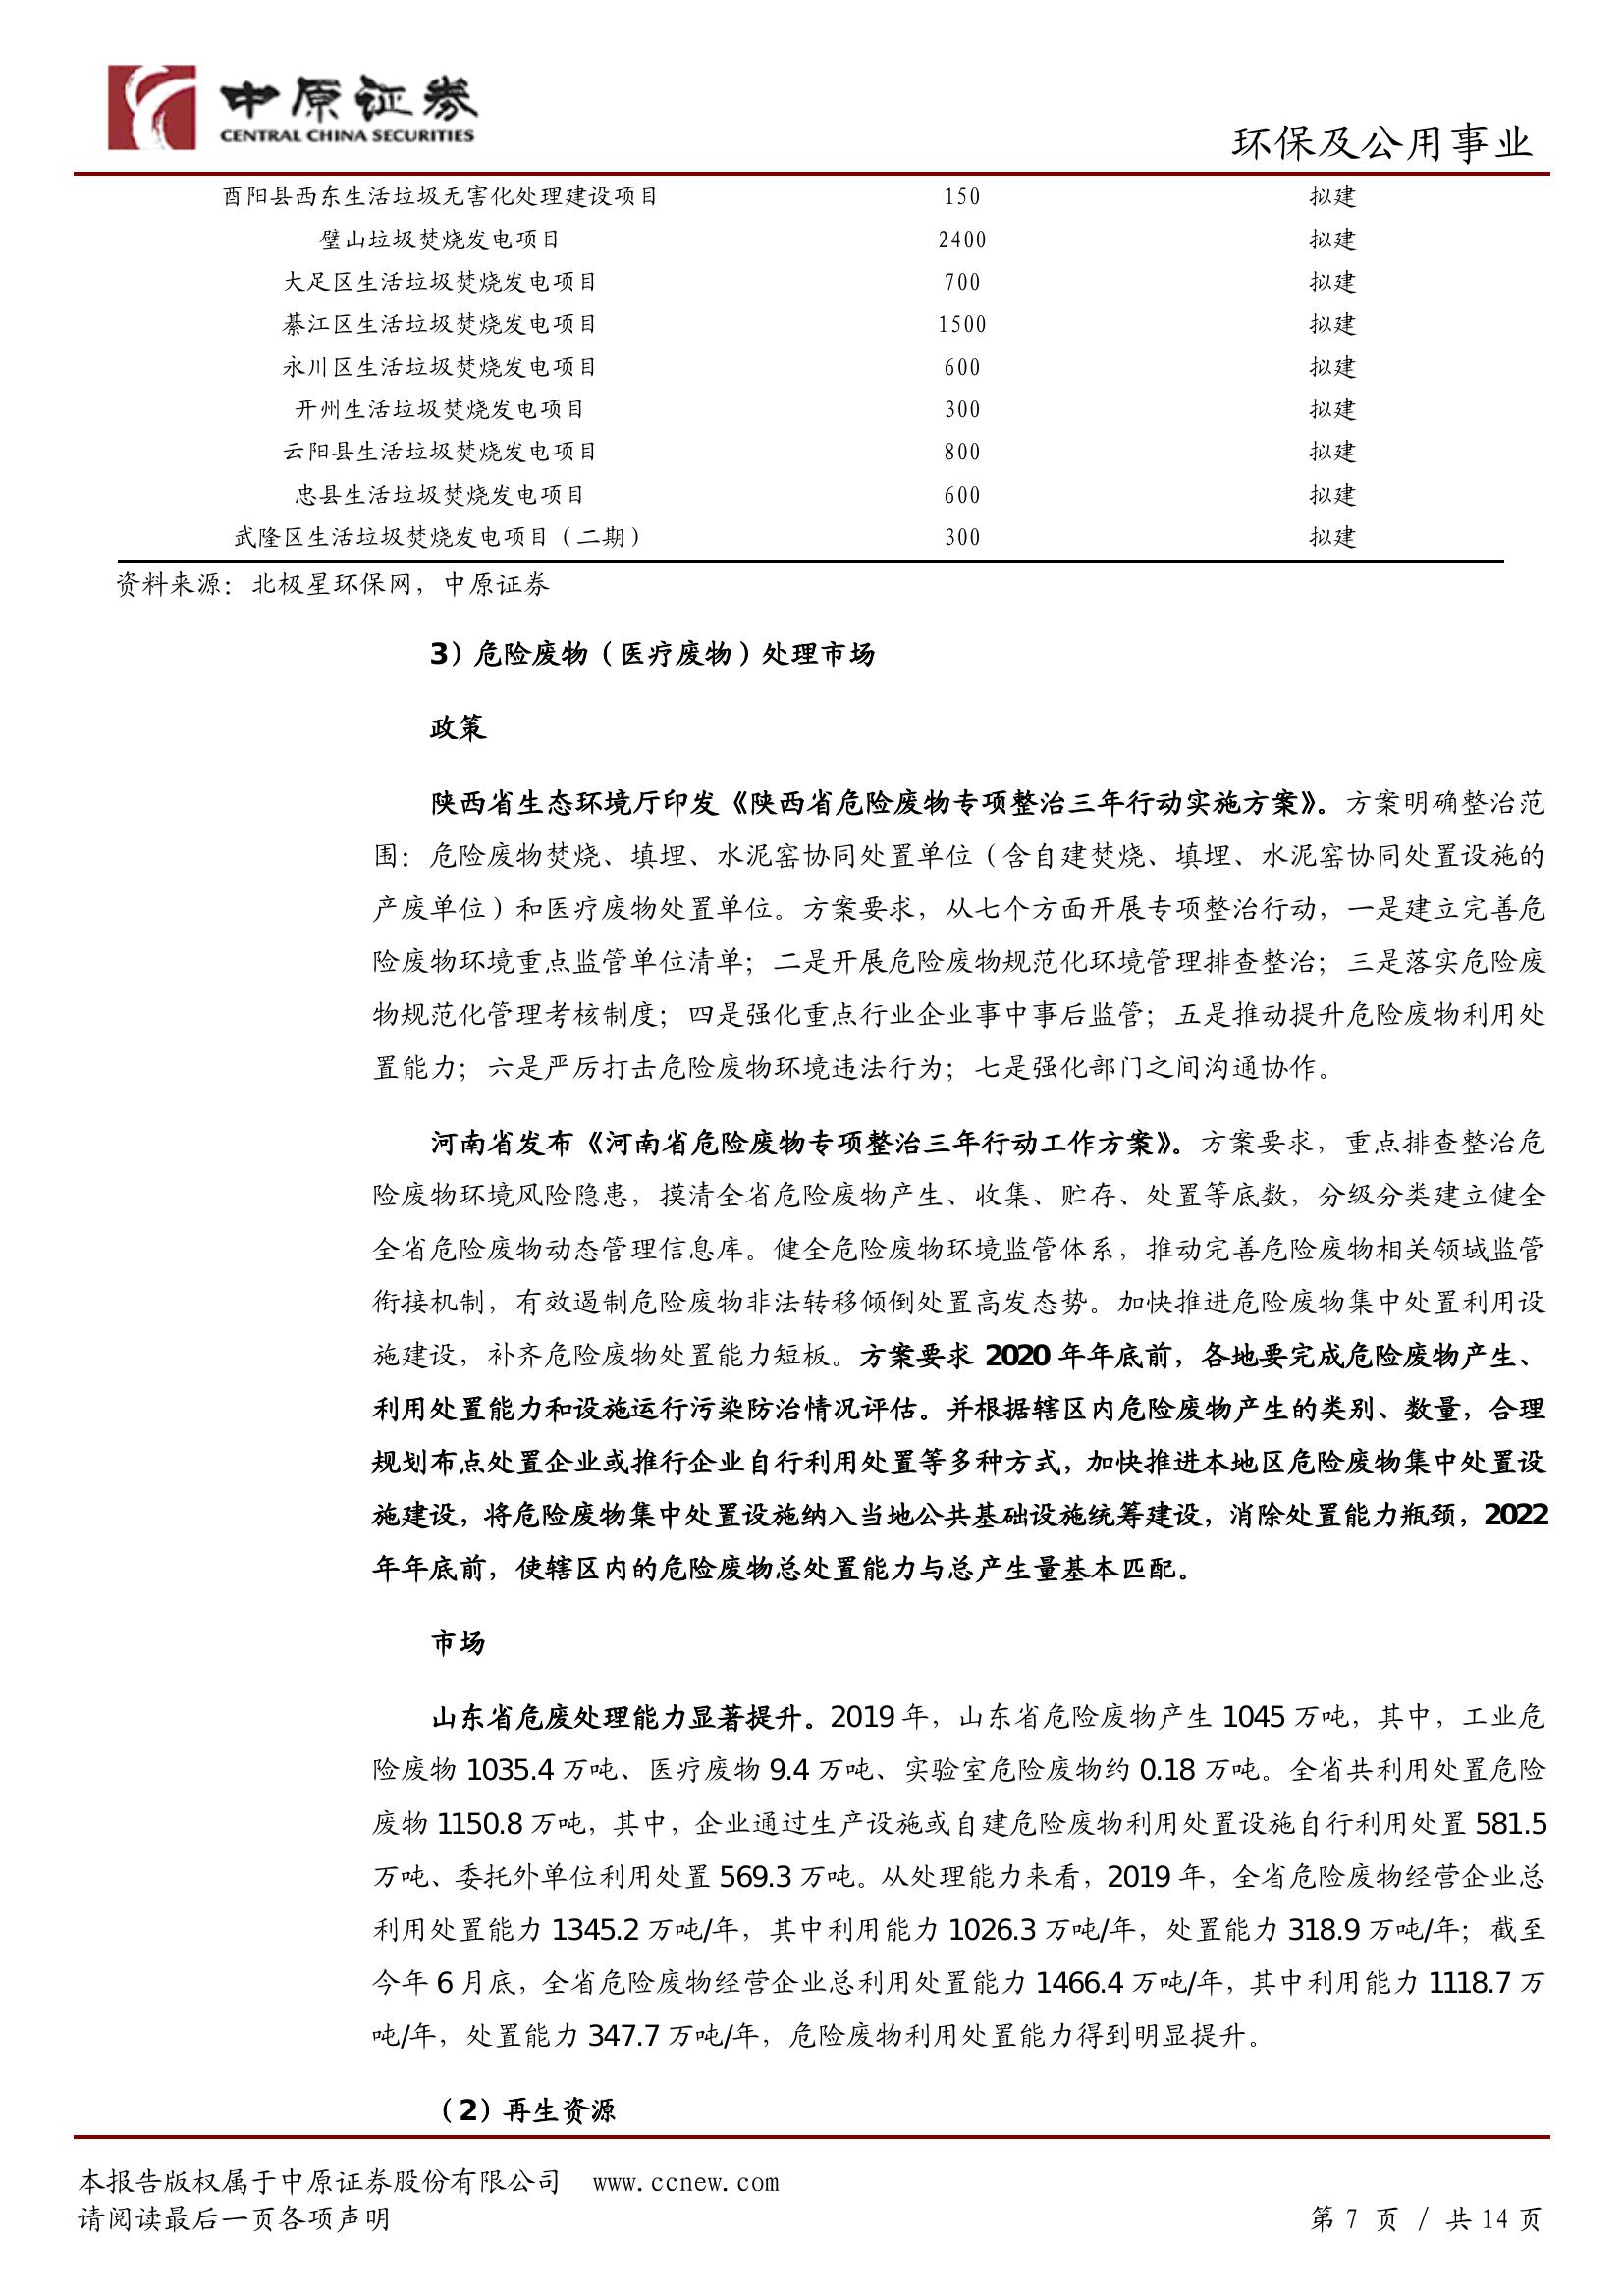 中原证券
CENTRAL CHINA SECURITIES
环保及公用事业
酉阳县西东生活垃圾无害化处理建设项目 150 拟建
璧山垃圾焚烧发电项目 2400 拟建
大足区生活垃圾焚烧发电项目 700 拟建
綦江区生活垃圾焚烧发电项目 1500 拟建
永川区生活垃圾焚烧发电项目 600 拟建
开州生活垃圾焚烧发电项目 300 拟建
云阳县生活垃圾焚烧发电项目 800 拟建
忠县生活垃圾焚烧发电项目 600 拟建
武隆区生活垃圾焚烧发电项目（二期） 300 拟建
资料来源：北极星环保网，中原证券
3）危险废物（医疗废物）处理市场
政策
陕西省生态环境厅印发《陕西省危险废物专项整治三年行动实施方案》。方案明确整治范
围：危险废物焚烧、填埋、水泥窑协同处置单位（含自建焚烧、填埋、水泥窑协同处置设施的
产废单位）和医疗废物处置单位。方案要求，从七个方面开展专项整治行动，一是建立完善危
险废物环境重点监管单位清单；二是开展危险废物规范化环境管理排查整治；三是落实危险废
物规范化管理考核制度；四是强化重点行业企业事中事后监管；五是推动提升危险废物利用处
置能力；六是严厉打击危险废物环境违法行为；七是强化部门之间沟通协作。
河南省发布《河南省危险废物专项整治三年行动工作方案》。方案要求，重点排查整治危
险废物环境风险隐患，摸清全省危险废物产生、收集、贮存、处置等底数，分级分类建立健全
全省危险废物动态管理信息库。健全危险废物环境监管体系，推动完善危险废物相关领域监管
衔接机制，有效遏制危险废物非法转移倾倒处置高发态势。加快推进危险废物集中处置利用设
施建设，补齐危险废物处置能力短板。方案要求 2020 年年底前，各地要完成危险废物产生、
利用处置能力和设施运行污染防治情况评估。并根据辖区内危险废物产生的类别、数量，合理
规划布点处置企业或推行企业自行利用处置等多种方式，加快推进本地区危险废物集中处置设
施建设，将危险废物集中处置设施纳入当地公共基础设施统筹建设，消除处置能力瓶颈，2022
年年底前，使辖区内的危险废物总处置能力与总产生量基本匹配。
市场
山东省危废处理能力显著提升。2019 年，山东省危险废物产生 1045 万吨，其中，工业危
险废物 1035.4 万吨、医疗废物 9.4 万吨、实验室危险废物约 0.18 万吨。全省共利用处置危险
废物 1150.8 万吨，其中，企业通过生产设施或自建危险废物利用处置设施自行利用处置 581.5
万吨、委托外单位利用处置 569.3 万吨。从处理能力来看，2019 年，全省危险废物经营企业总
利用处置能力 1345.2 万吨/年，其中利用能力 1026.3 万吨/年，处置能力 318.9 万吨/年；截至
今年 6 月底，全省危险废物经营企业总利用处置能力 1466.4 万吨/年，其中利用能力 1118.7 万
吨/年，处置能力 347.7 万吨/年，危险废物利用处置能力得到明显提升。
（2）再生资源
本报告版权属于中原证券股份有限公司 www.ccnew.com
请阅读最后一页各项声明 第 7 页 / 共 14 页